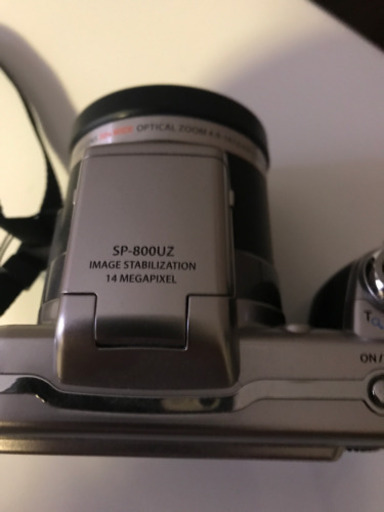 OPTICAL ZOOM
SP-800UZ
IMAGE STABILIZATION
14 MEGAPIXEL
T
ON/